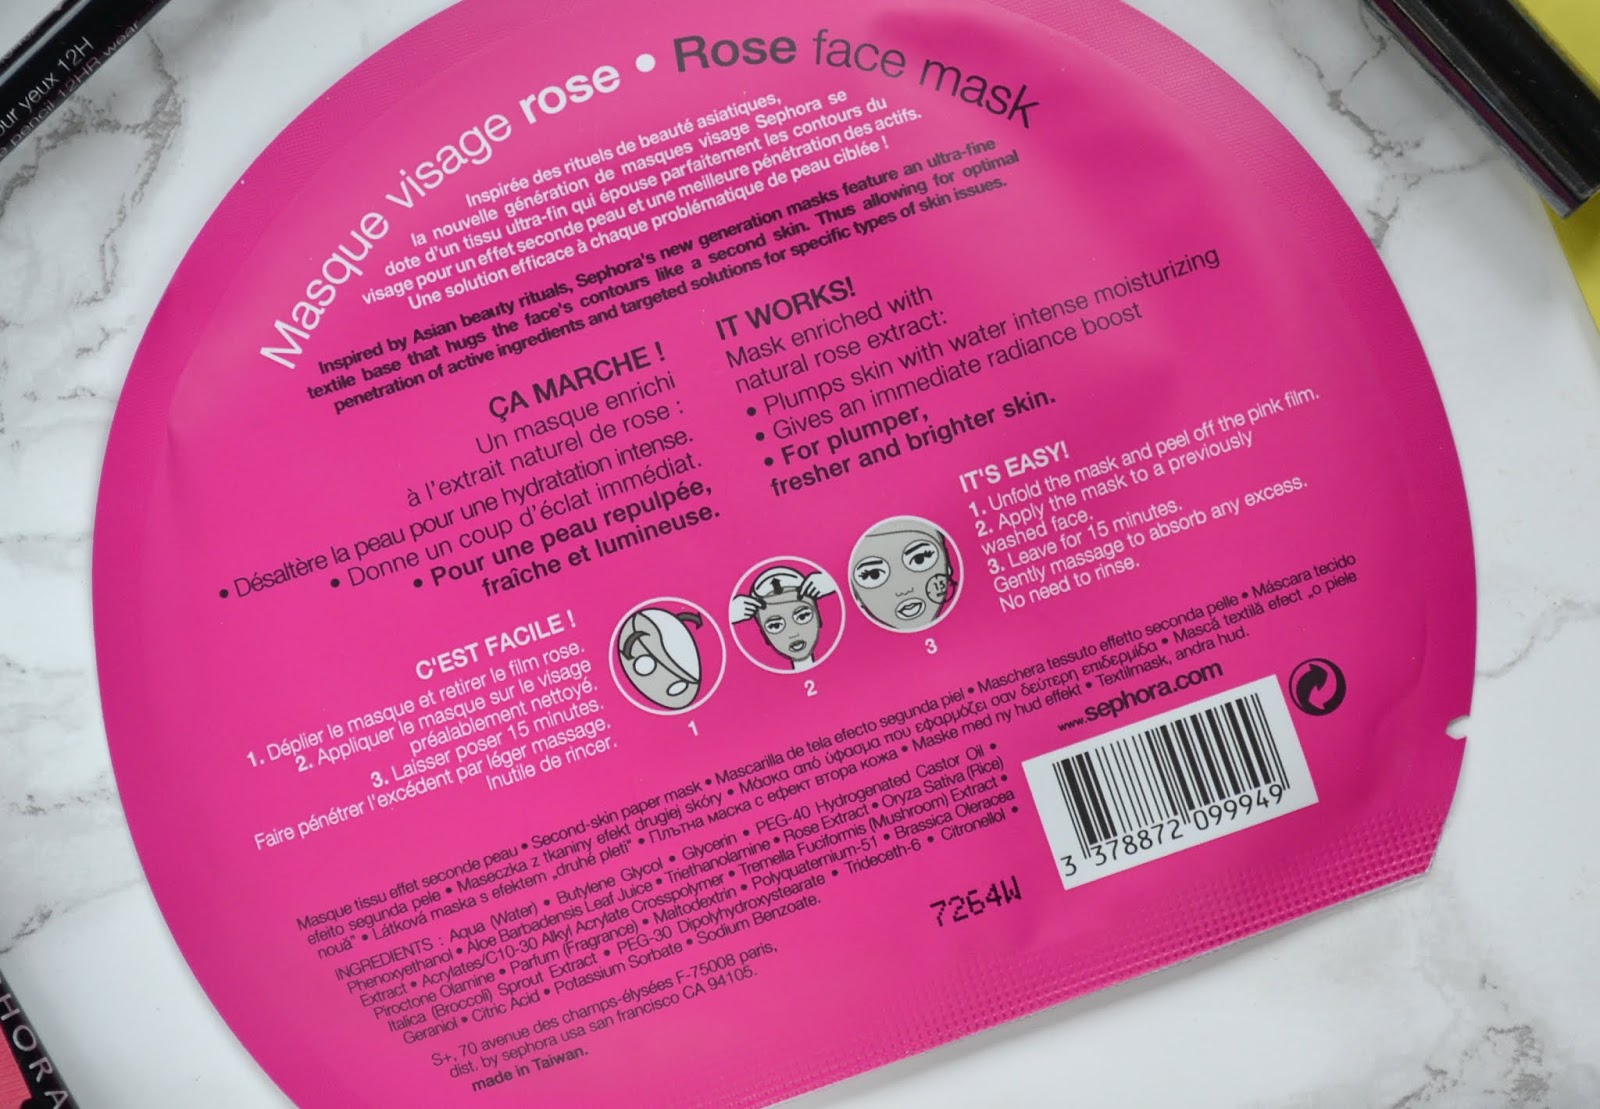 our yeux 12H
pencil 12HR wear
Masque visage rose • Rose face mask
Inspirée des rituels de beauté asiatiques,
la nouvelle génération de masques visage Sephora se
dote d'un tissu ultra-fin qui épouse parfaitement les contours du
visage pour un effet seconde peau et une meilleure pénétration des actifs.
Une solution efficace à chaque problématique de peau ciblée !
Inspired by Asian beauty rituals, Sephora's new generation masks feature an ultra-fine
textile base that hugs the face's contours like a second skin. Thus allowing for optimal
penetration of active ingredients and targeted solutions for specific types of skin issues.
ÇA MARCHE !
Un masque enrichi
à l'extrait naturel de rose :
• Désaltère la peau pour une hydratation intense.
• Donne un coup d'éclat immédiat.
• Pour une peau repulpée,
fraîche et lumineuse.
IT WORKS!
Mask enriched with
natural rose extract:
• Plumps skin with water intense moisturizing
• Gives an immediate radiance boost
• For plumper,
fresher and brighter skin.
C'EST FACILE !
1. Déplier le masque et retirer le film rose.
2. Appliquer le masque sur le visage
préalablement nettoyé.
3. Laisser poser 15 minutes.
Faire pénétrer l'excédent par léger massage.
Inutile de rincer.
1
2
15
3
IT'S EASY!
1. Unfold the mask and peel off the pink film.
2. Apply the mask to a previously
washed face.
3. Leave for 15 minutes.
Gently massage to absorb any excess.
No need to rinse.
Masque tissu effet seconde peau • Second-skin paper mask • Mascarilla de tela efecto segunda piel • Maschera tessuto effetto seconda pelle • Máscara tecido
efeito segunda pele • Maseczka z tkaniny efekt drugiej skóry • Μάσκα από ύφασμα που εφαρμόζει σαν δεύτερη επιδερμίδα • Mască textilă efect „o piele
nouă” • Látková maska s efektem „druhé pleti“ • Платна маска с ефект втора кожа • Maske med ny hud effekt • Textilmask, andra hud.
INGREDIENTS : Aqua (Water) • Butylene Glycol • Glycerin • PEG-40 Hydrogenated Castor Oil •
Phenoxyethanol • Aloe Barbadensis Leaf Juice • Triethanolamine • Rose Extract • Oryza Sativa (Rice)
Extract • Acrylates/C10-30 Alkyl Acrylate Crosspolymer • Tremella Fuciformis (Mushroom) Extract •
Piroctone Olamine • Parfum (Fragrance) • Maltodextrin • Polyquaternium-51 • Brassica Oleracea
Italica (Broccoli) Sprout Extract • PEG-30 Dipolyhydroxystearate • Trideceth-6 • Citronellol •
Geraniol • Citric Acid • Potassium Sorbate • Sodium Benzoate.
S+, 70 avenue des champs-élysées F-75008 paris,
dist. by sephora usa san francisco CA 94105.
made in Taiwan.
www.sephora.com
3 378872 099949
7264W
HORA